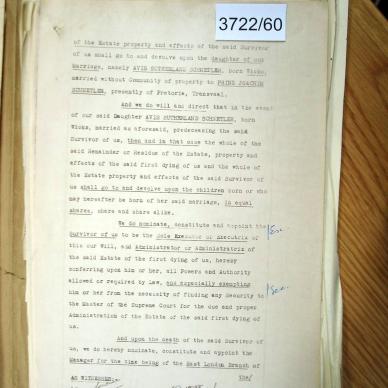 3722/60
of the Estate property and effects of the said Survivor
of us shall go to and devolve upon the daughter of our
Marriage, namely AVIS SUTHERLAND SCHNETLER, born Wicks,
married without Community of property to PRINS JOACHIM
SCHNETLER, presently of Pretoria, Transvaal.
And we do will and direct that in the event
of our said Daughter AVIS SUTHERLAND SCHNETLER, born
Wicks, married as aforesaid, predeceasing the said
Survivor of us, then and in that case the whole of the
said Remainder or Residue of the Estate, property and
effects of the said first dying of us and the whole of
the Estate property and effects of the said Survivor of
us shall go to and devolve upon the children born or who
may hereafter be born of her said marriage, in equal
shares, share and share alike.
We do nominate, constitute and appoint the
Survivor of us to be the Sole Executor or Executrix of
this our Will, and Administrator or Administratrix of
the said Estate of the first dying of us, hereby
conferring upon him or her, all Powers and Authority
allowed or required by Law, and especially exempting
him or her from the necessity of finding any Security to
the Master of the Supreme Court for the due and proper
Administration of the Estate of the said first dying of
us.
And upon the death of the said Survivor of
us, we do hereby nominate, constitute and appoint the
Manager for the time being of the East London Branch of
the/
AS WITNESSES: